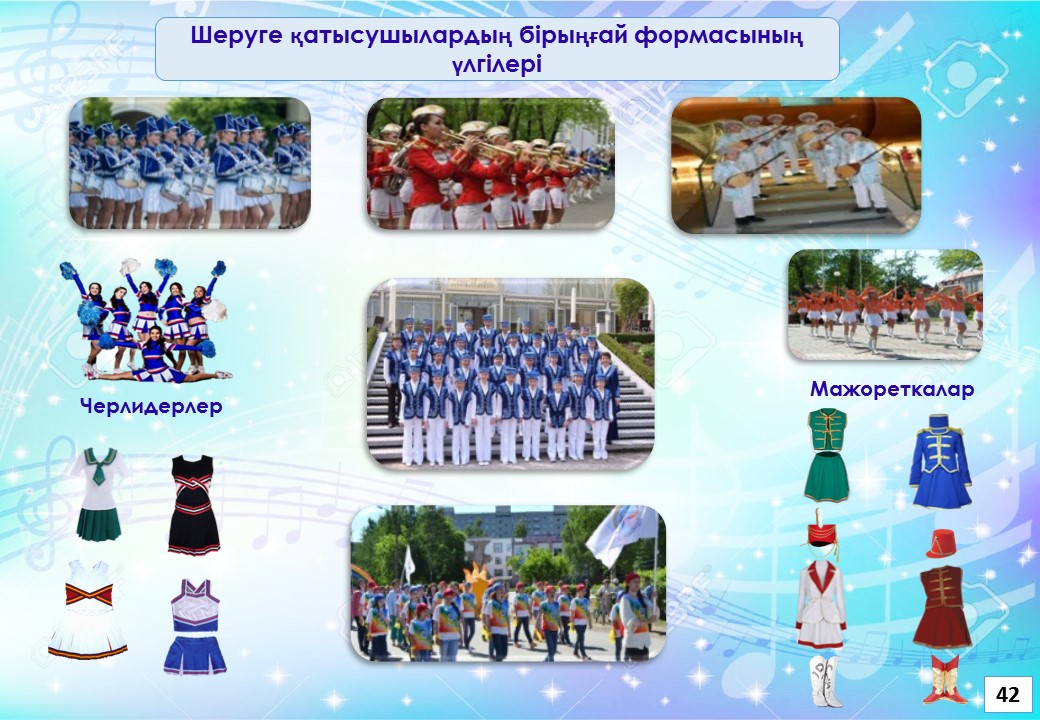 Шеруге қатысушылардың бірыңғай формасының
үлгілері
Черлидерлер
Мажореткалар
42